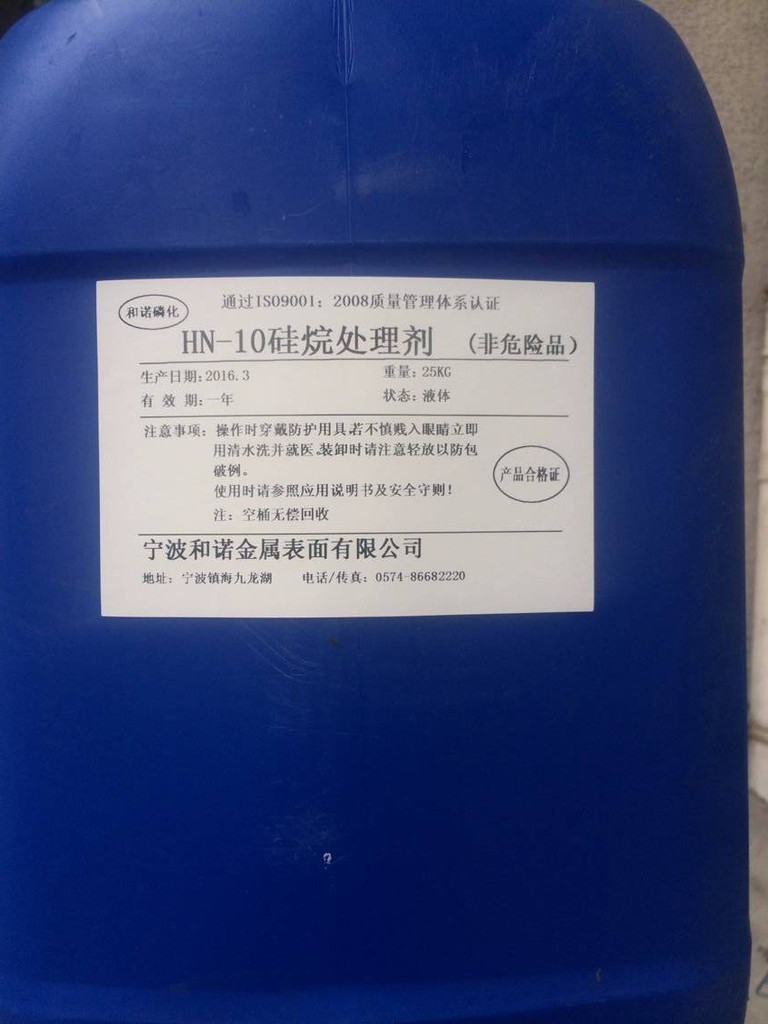 通过ISO9001：2008质量管理体系认证
和诺磷化
HN-10硅烷处理剂 （非危险品）
生产日期：2016.3 重量：25KG
有 效 期：一年 状态：液体
注意事项：操作时穿戴防护用具，若不慎贱入眼睛立即
用清水洗并就医。装卸时请注意轻放以防包
破例。
使用时请参照应用说明书及安全守则！
注：空桶无偿回收
产品合格证
宁波和诺金属表面有限公司
地址：宁波镇海九龙湖 电话/传真：0574-86682220